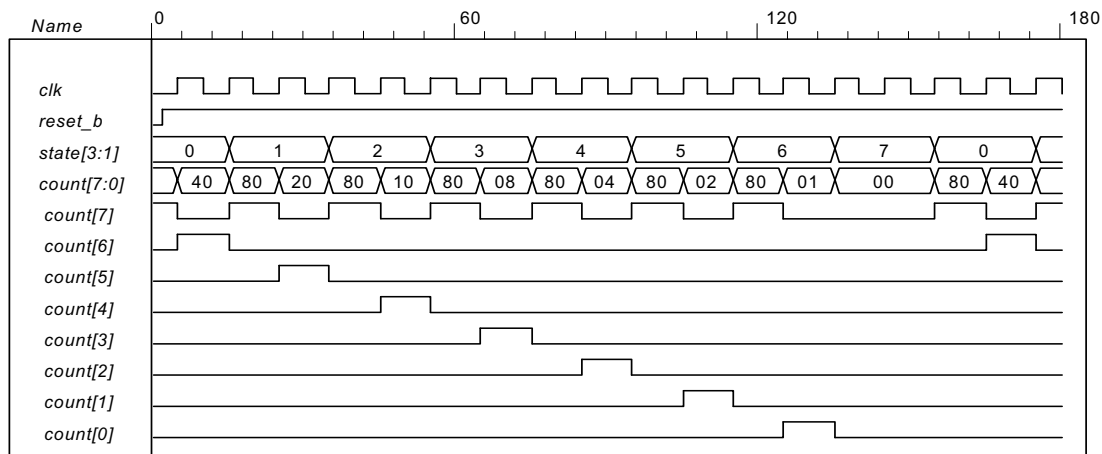 Name 0 60 120 180
clk
reset_b
state[3:1] 0 1 2 3 4 5 6 7 0
count[7:0] 40 80 20 80 10 80 08 80 04 80 02 80 01 00 80 40
count[7]
count[6]
count[5]
count[4]
count[3]
count[2]
count[1]
count[0]